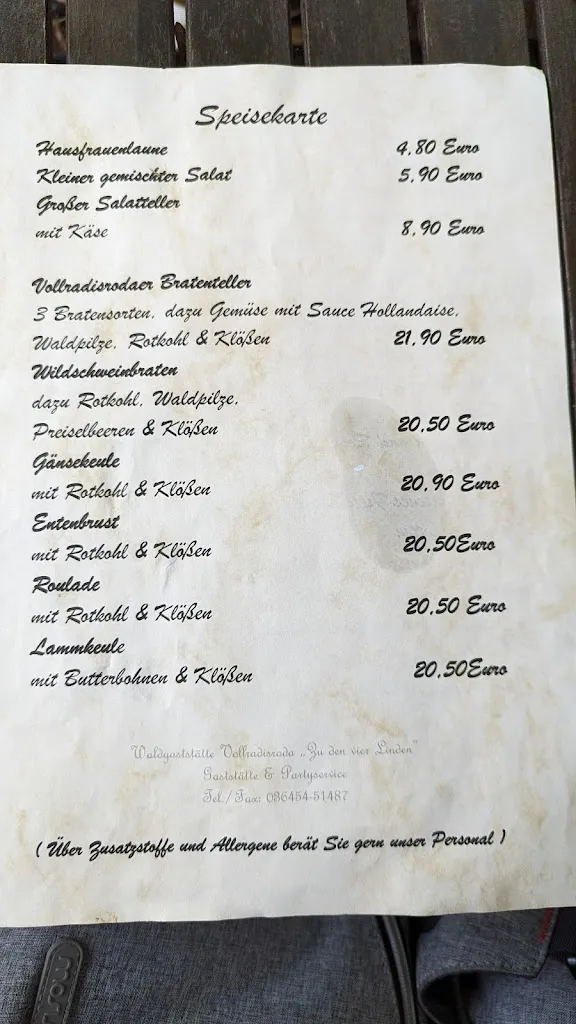 Speisekarte
Hausfrauenlaune 4,80 Euro
Kleiner gemischter Salat 5,90 Euro
Großer Salatteller
mit Käse 8,90 Euro
Vollradisrodaer Bratenteller
3 Bratensorten, dazu Gemüse mit Sauce Hollandaise,
Waldpilze, Rotkohl & Klößen 21,90 Euro
Wildschweinbraten
dazu Rotkohl, Waldpilze,
Preiselbeeren & Klößen 20,50 Euro
Gänsekeule
mit Rotkohl & Klößen 20,90 Euro
Entenbrust
mit Rotkohl & Klößen 20,50Euro
Roulade
mit Rotkohl & Klößen 20,50 Euro
Lammkeule
mit Butterbohnen & Klößen 20,50Euro
Waldgaststätte Vollradisroda „Zu den vier Linden"
Gaststätte & Partyservice
Tel./Fax: 036454-51487
( Über Zusatzstoffe und Allergene berät Sie gern unser Personal )